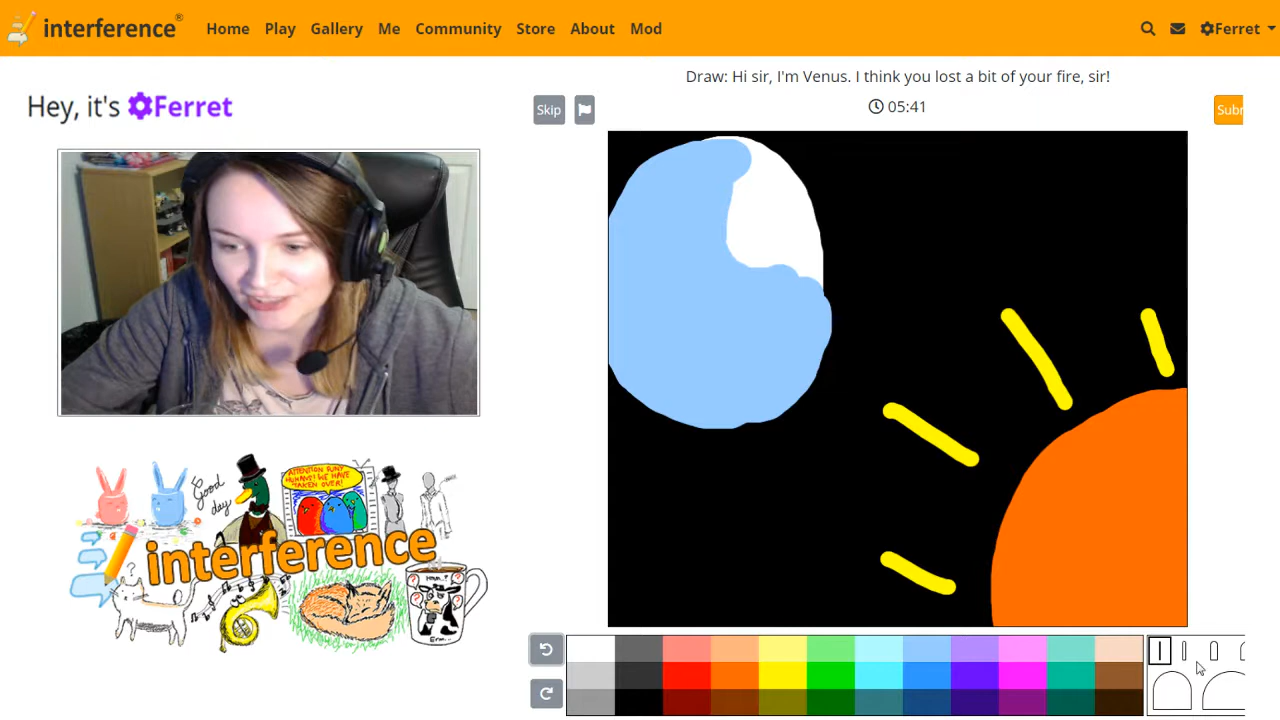 interference®
Home Play Gallery Me Community Store About Mod
Ferret
Hey, it's Ferret
Draw: Hi sir, I'm Venus. I think you lost a bit of your fire, sir!
Skip
05:41
Subm
Good
day
ATTENTION PUNY
HUMANS! WE HAVE
TAKEN OVER!
interference
Erm...